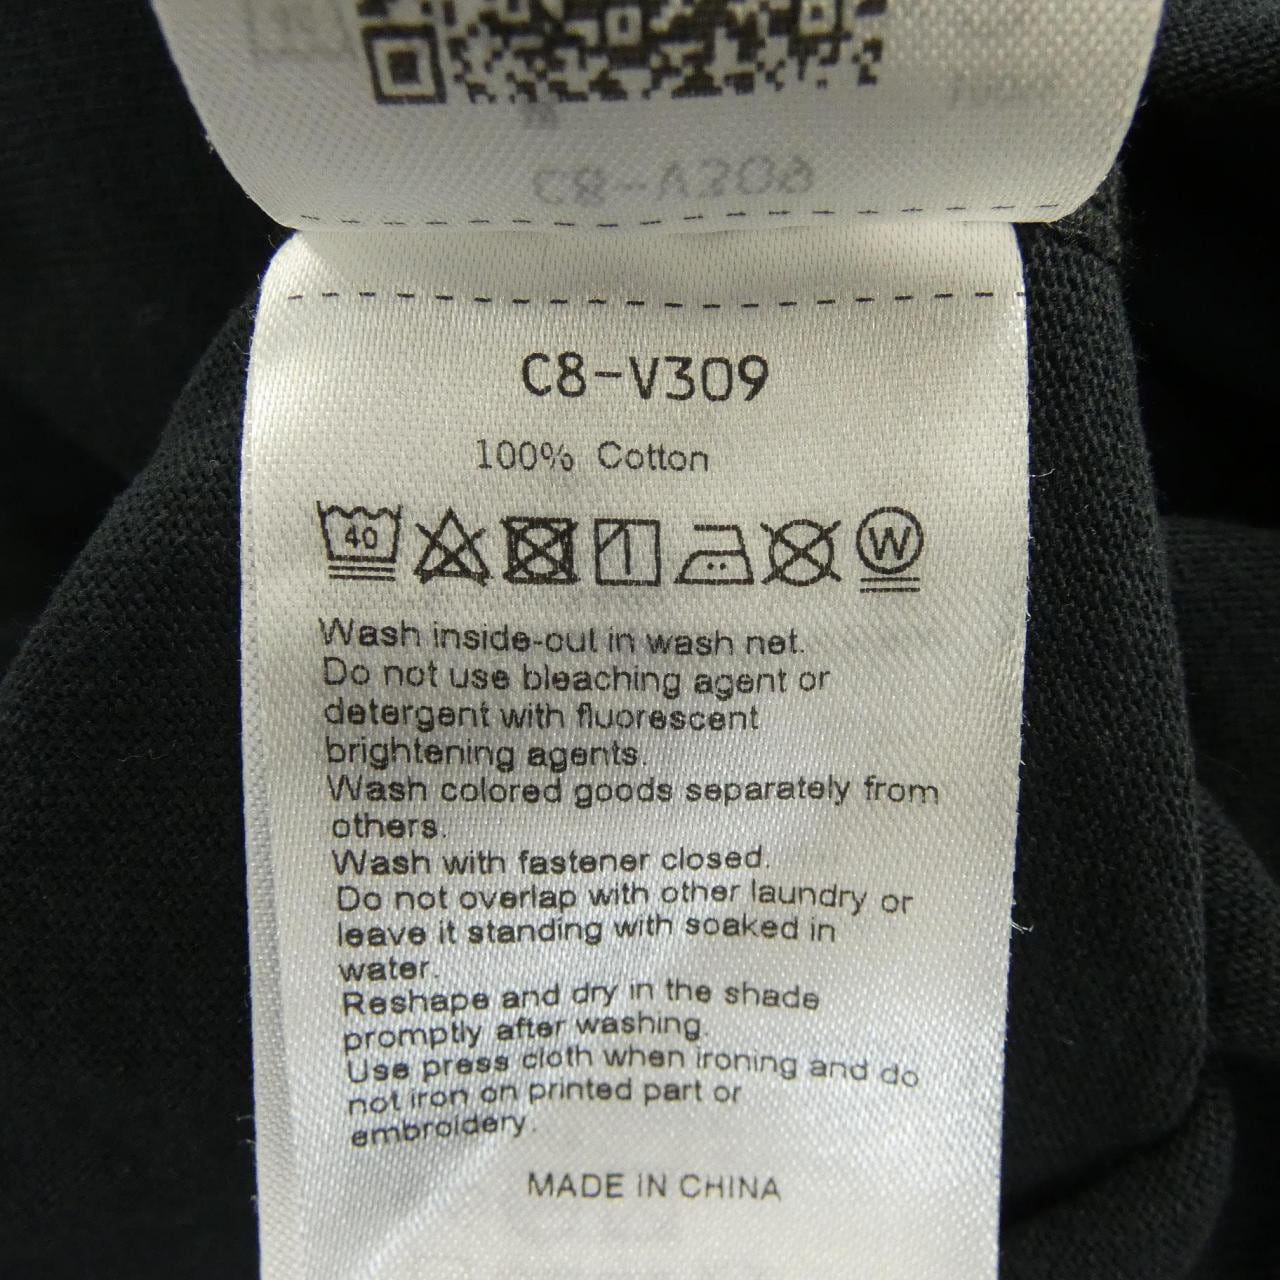 C8-V309
100% Cotton
40
W
Wash inside-out in wash net.
Do not use bleaching agent or
detergent with fluorescent
brightening agents.
Wash colored goods separately from
others.
Wash with fastener closed.
Do not overlap with other laundry or
leave it standing with soaked in
water.
Reshape and dry in the shade
promptly after washing.
Use press cloth when ironing and do
not iron on printed part or
embroidery.
MADE IN CHINA